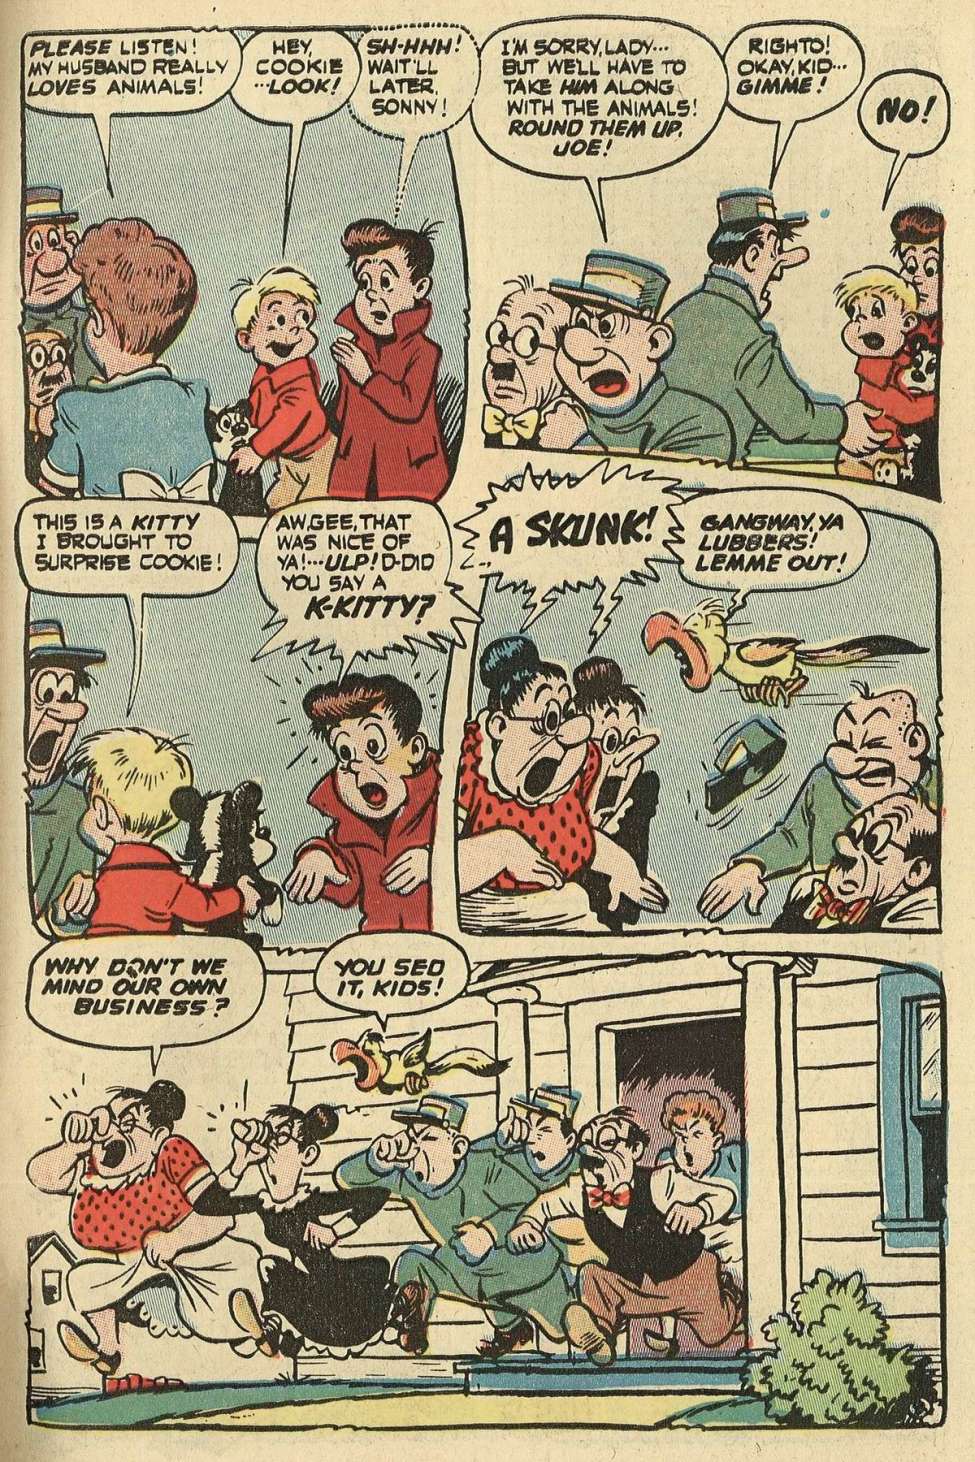 PLEASE LISTEN!
MY HUSBAND REALLY
LOVES ANIMALS!
HEY,
COOKIE
...LOOK!
SH-HHH!
WAIT'LL
LATER,
SONNY!
I'M SORRY, LADY...
BUT WE'LL HAVE TO
TAKE HIM ALONG
WITH THE ANIMALS!
ROUND THEM UP,
JOE!
RIGHTO!
OKAY, KID...
GIMME!
NO!
THIS IS A KITTY
I BROUGHT TO
SURPRISE COOKIE!
AW, GEE, THAT
WAS NICE OF
YA!...ULP! D-DID
YOU SAY A
K-KITTY?
A SKUNK!
GANGWAY, YA
LUBBERS!
LEMME OUT!
WHY DON'T WE
MIND OUR OWN
BUSINESS?
YOU SED
IT, KIDS!